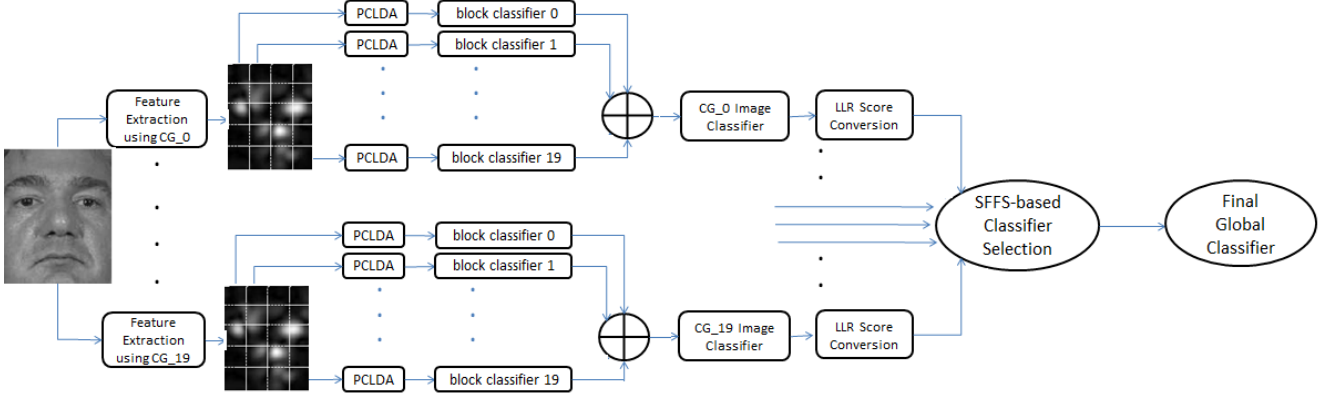 PCLDA
block classifier 0
PCLDA
block classifier 1
Feature
Extraction
using CG_0
CG_0 Image
Classifier
LLR Score
Conversion
PCLDA
block classifier 19
SFFS-based
Classifier
Selection
Final
Global
Classifier
PCLDA
block classifier 0
PCLDA
block classifier 1
Feature
Extraction
using CG_19
CG_19 Image
Classifier
LLR Score
Conversion
PCLDA
block classifier 19